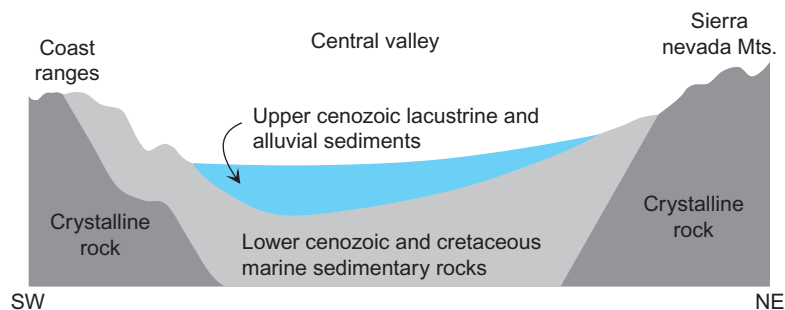 Central valley
Coast
ranges
Sierra
nevada Mts.
Upper cenozoic lacustrine and
alluvial sediments
Crystalline
rock
Lower cenozoic and cretaceous
marine sedimentary rocks
Crystalline
rock
SW
NE